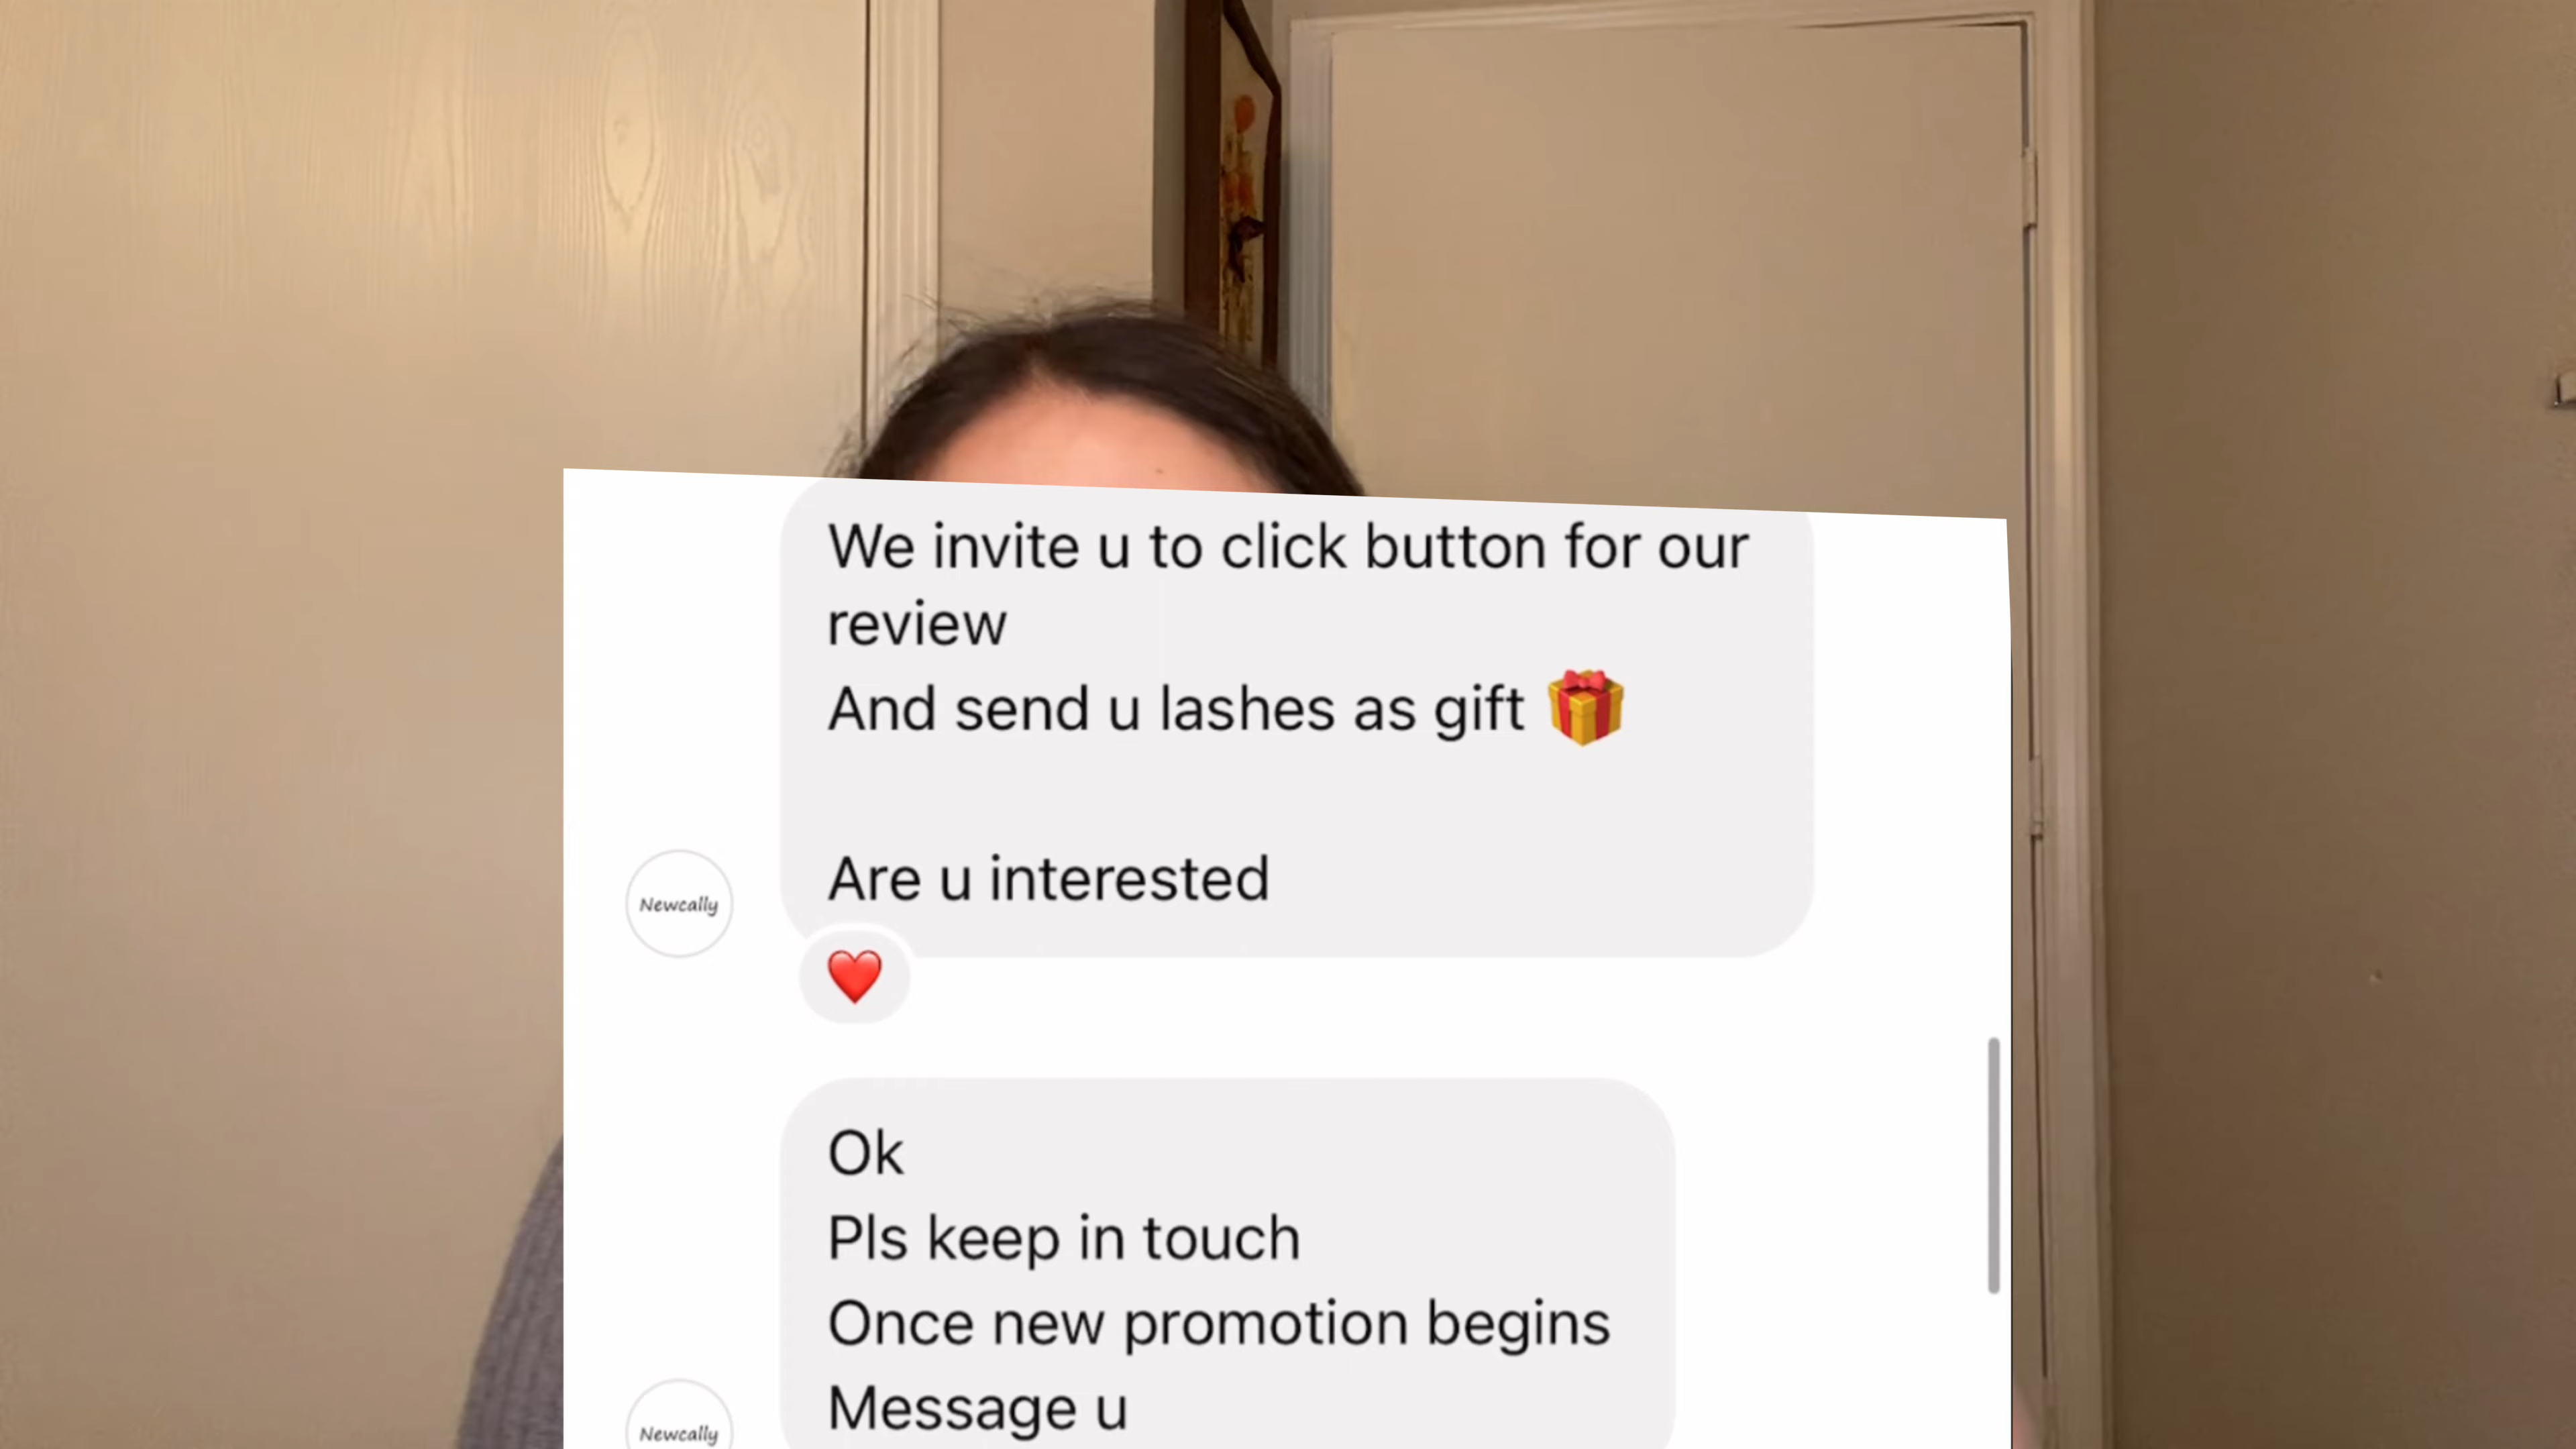 We invite u to click button for our
review
And send u lashes as gift 🎁
Are u interested
Newcally
❤️
Ok
Pls keep in touch
Once new promotion begins
Message u
Newcally